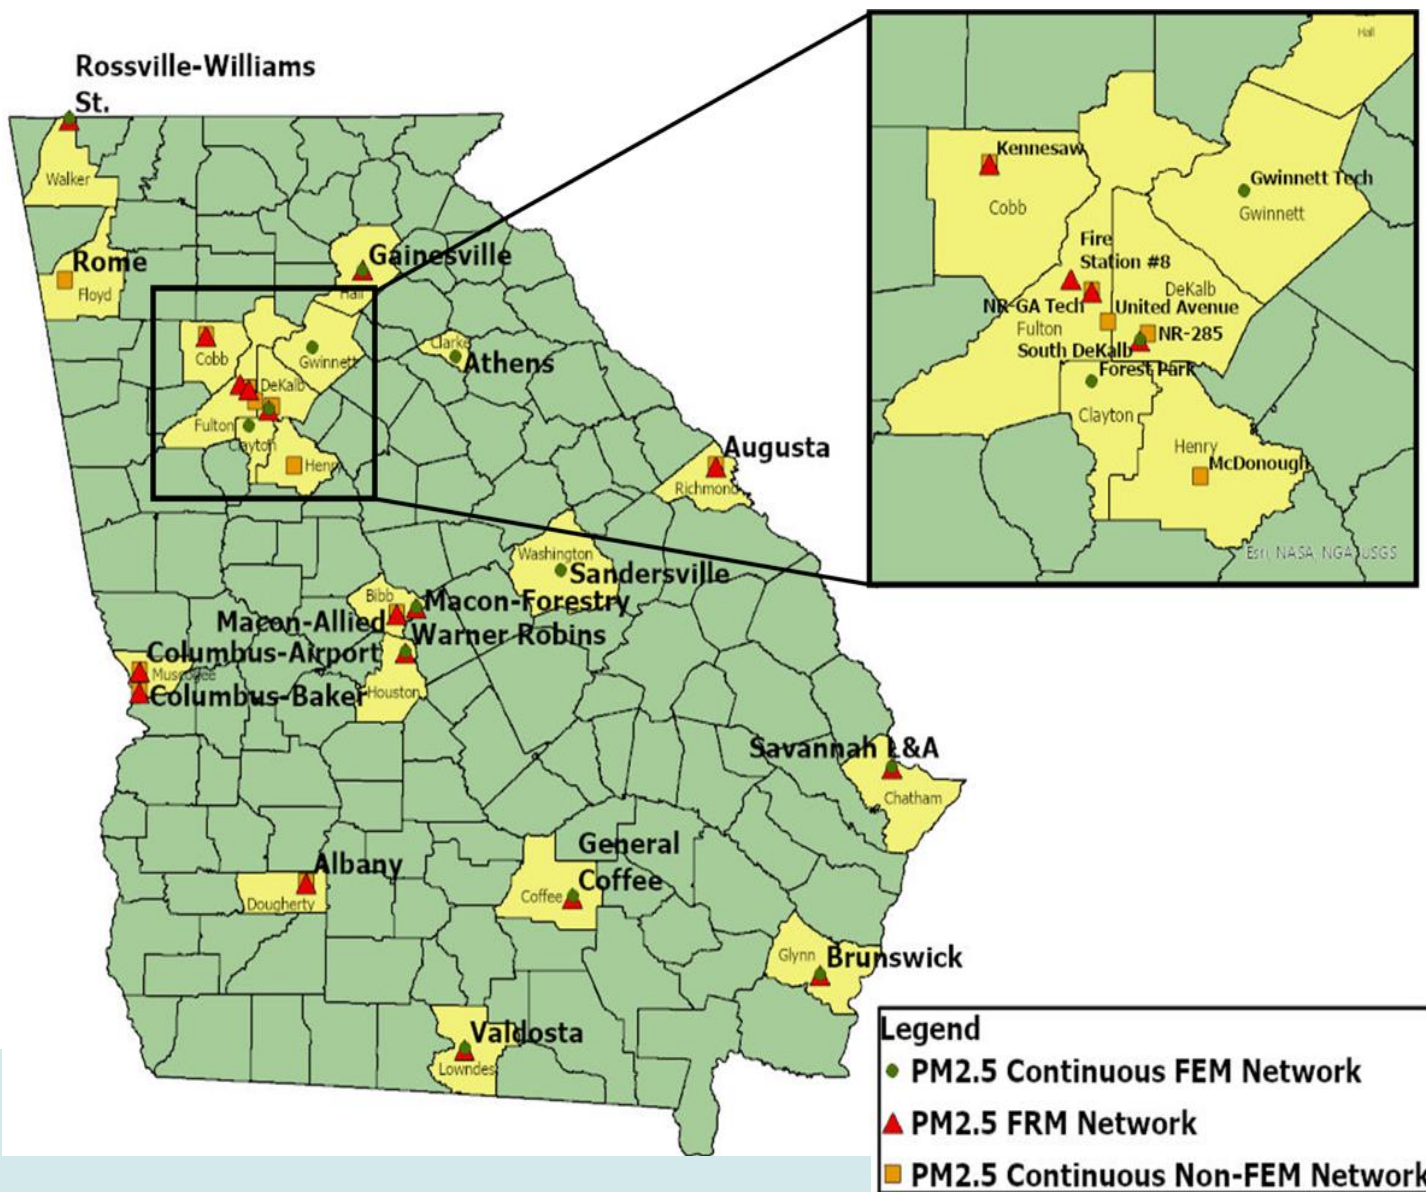 Rossville-Williams
St.
Walker
Rome
Floyd
Gainesville
Hall
Cobb
Gwinnett
DeKalb
Fulton
Clayton
Henry
Clarke
Athens
Augusta
Richmond
Washington
Sandersville
Bibb
Macon-Forestry
Macon-Allied
Warner Robins
Columbus-Airport
Muscogee
Columbus-Baker
Houston
Savannah L&A
Chatham
General
Coffee
Coffee
Albany
Dougherty
Glynn
Brunswick
Valdosta
Lowndes
Hall
Kennesaw
Cobb
Gwinnett Tech
Gwinnett
Fire
Station #8
DeKalb
NR-GA Tech
United Avenue
Fulton
NR-285
South DeKalb
Forest Park
Clayton
Henry
McDonough
Esri, NASA, NGA, USGS
Legend
PM2.5 Continuous FEM Network
PM2.5 FRM Network
PM2.5 Continuous Non-FEM Network